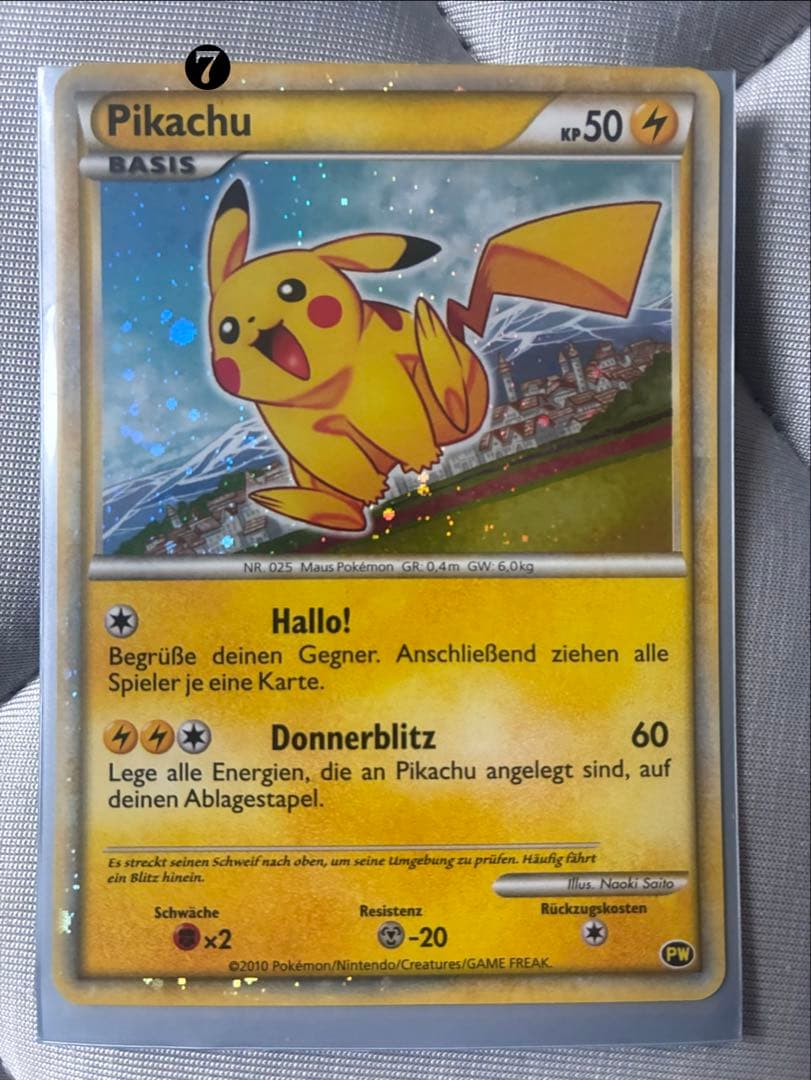 7
Pikachu
KP50
BASIS
NR. 025 Maus Pokémon GR: 0,4m GW: 6,0kg
Hallo!
Begrüße deinen Gegner. Anschließend ziehen alle
Spieler je eine Karte.
Donnerblitz 60
Lege alle Energien, die an Pikachu angelegt sind, auf
deinen Ablagestapel.
Es streckt seinen Schweif nach oben, um seine Umgebung zu prüfen. Häufig fährt
ein Blitz hinein.
Illus. Naoki Saito
Schwäche Resistenz Rückzugskosten
×2 -20
PW
©2010 Pokémon/Nintendo/Creatures/GAME FREAK.